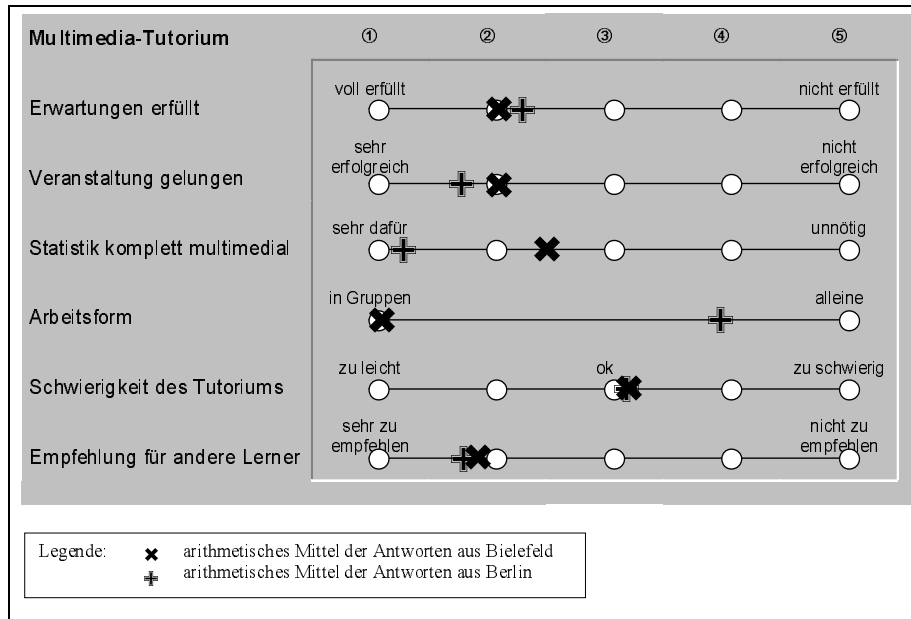 Multimedia-Tutorium ① ② ③ ④ ⑤
voll erfüllt nicht erfüllt
Erwartungen erfüllt
sehr erfolgreich nicht erfolgreich
Veranstaltung gelungen
sehr dafür unnötig
Statistik komplett multimedial
in Gruppen alleine
Arbeitsform
zu leicht ok zu schwierig
Schwierigkeit des Tutoriums
sehr zu empfehlen nicht zu empfehlen
Empfehlung für andere Lerner
Legende: arithmetisches Mittel der Antworten aus Bielefeld
arithmetisches Mittel der Antworten aus Berlin